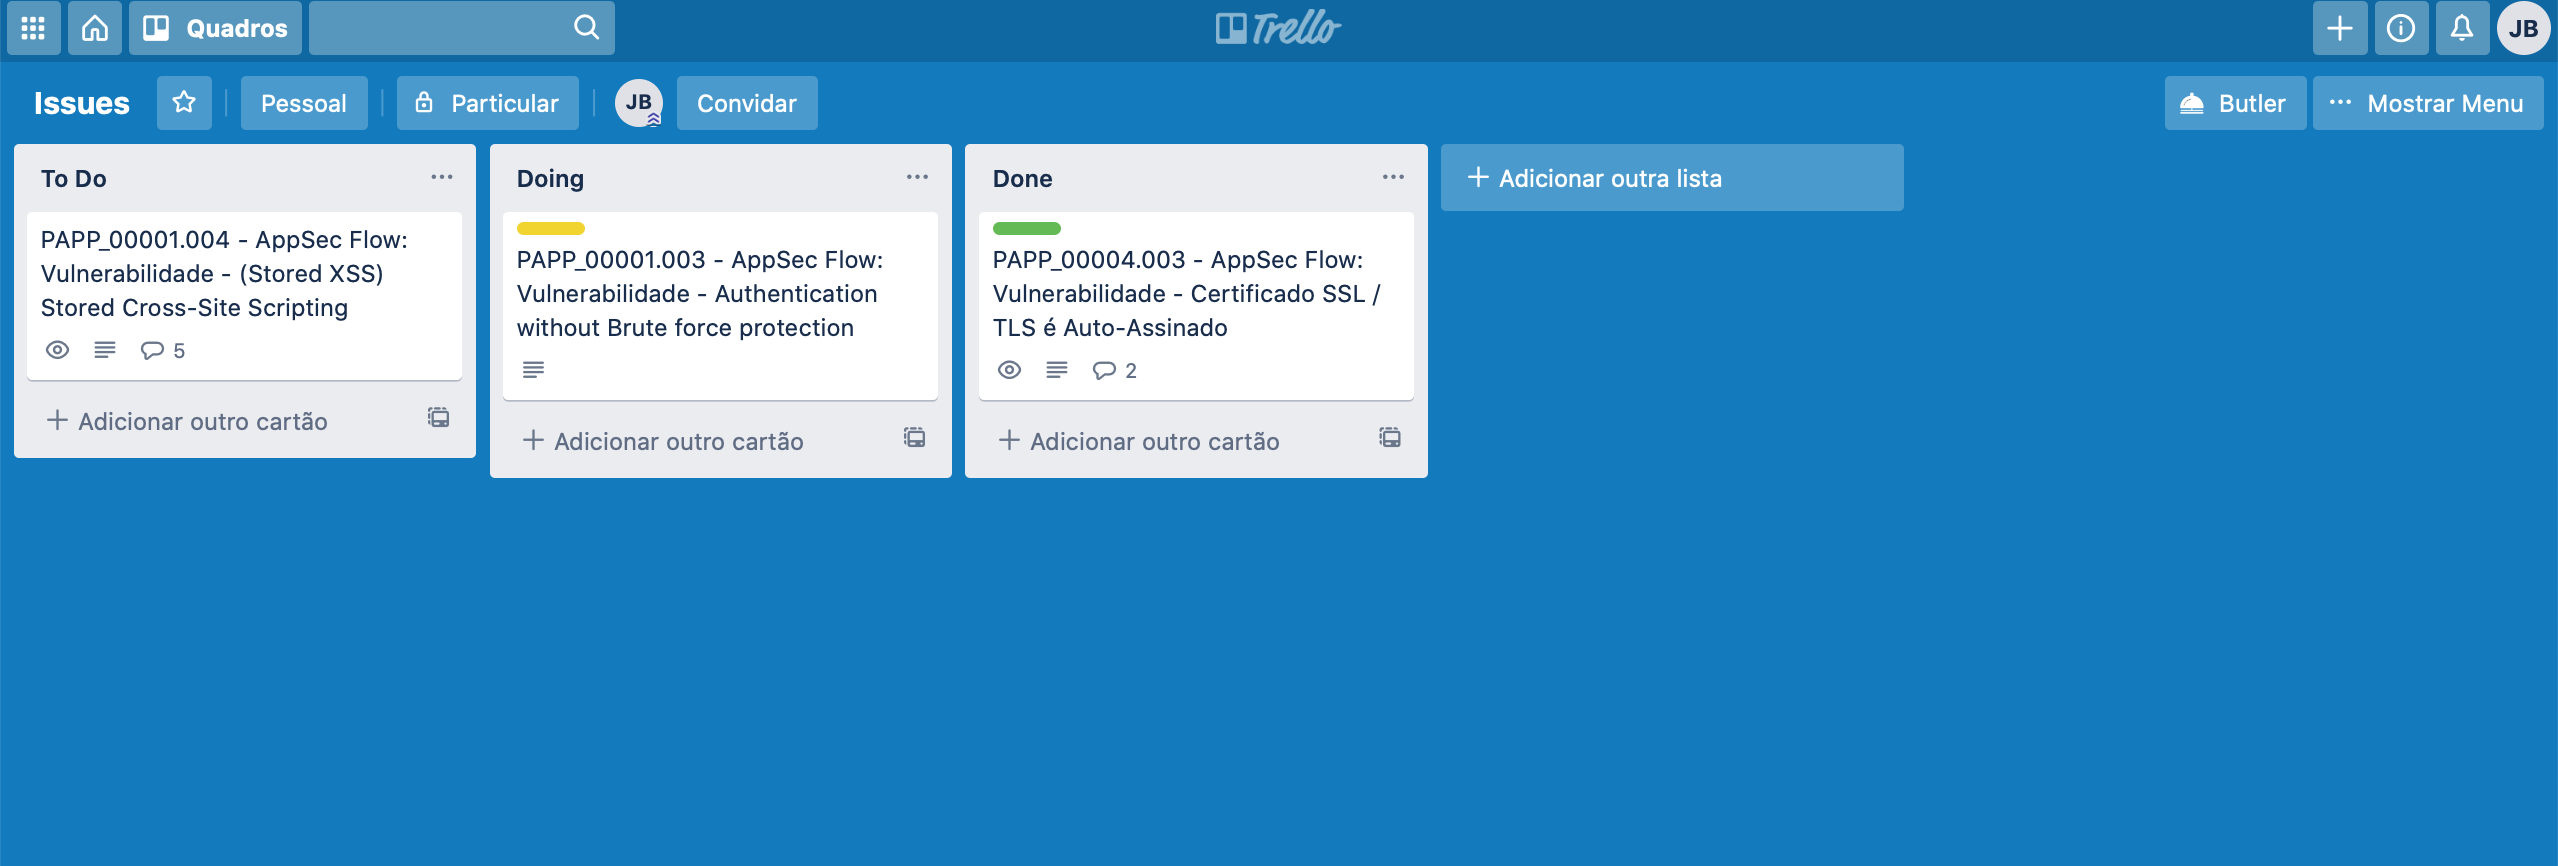 Quadros
Trello
JB
Issues
Pessoal
Particular
JB
Convidar
Butler
Mostrar Menu
To Do
PAPP_00001.004 - AppSec Flow:
Vulnerabilidade - (Stored XSS)
Stored Cross-Site Scripting
5
Adicionar outro cartão
Doing
PAPP_00001.003 - AppSec Flow:
Vulnerabilidade - Authentication
without Brute force protection
Adicionar outro cartão
Done
PAPP_00004.003 - AppSec Flow:
Vulnerabilidade - Certificado SSL /
TLS é Auto-Assinado
2
Adicionar outro cartão
Adicionar outra lista